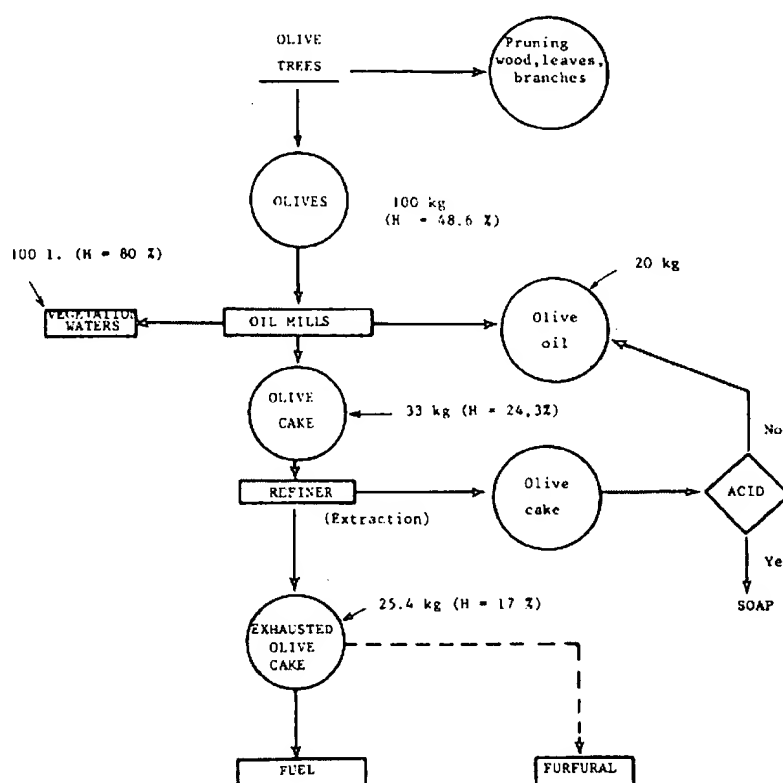 OLIVE
TREES
Pruning
wood,leaves,
branches
OLIVES
100 kg
(H = 48.6 %)
100 l. (H = 80 %)
20 kg
VEGETATION
WATERS
OIL MILLS
Olive
oil
OLIVE
CAKE
33 kg (H = 24,3%)
No
REFINER
(Extraction)
Olive
cake
ACID
Ye
25.4 kg (H = 17 %)
SOAP
EXHAUSTED
OLIVE
CAKE
FUEL
FURFURAL